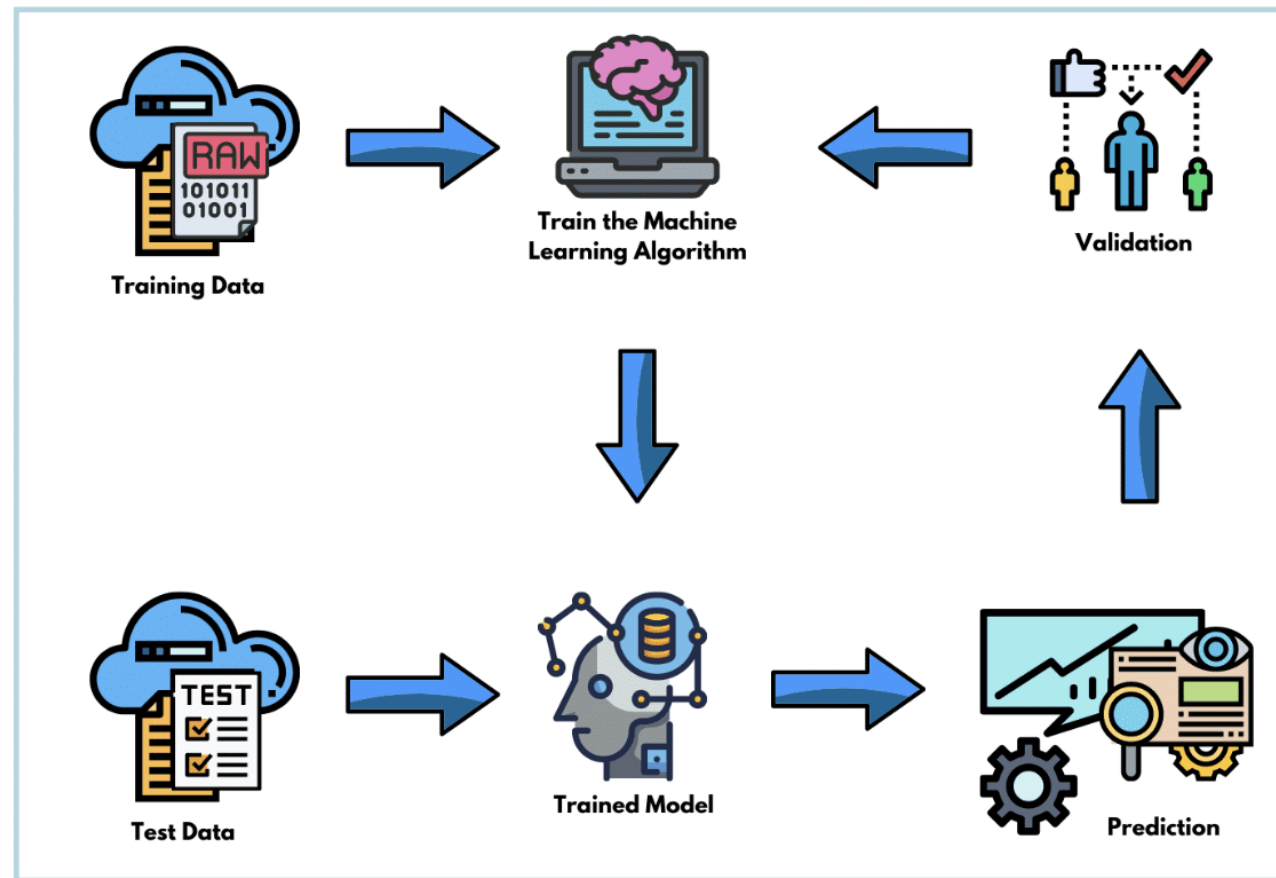 RAW
101011
01001
Training Data
Train the Machine
Learning Algorithm
Validation
TEST
Test Data
Trained Model
Prediction